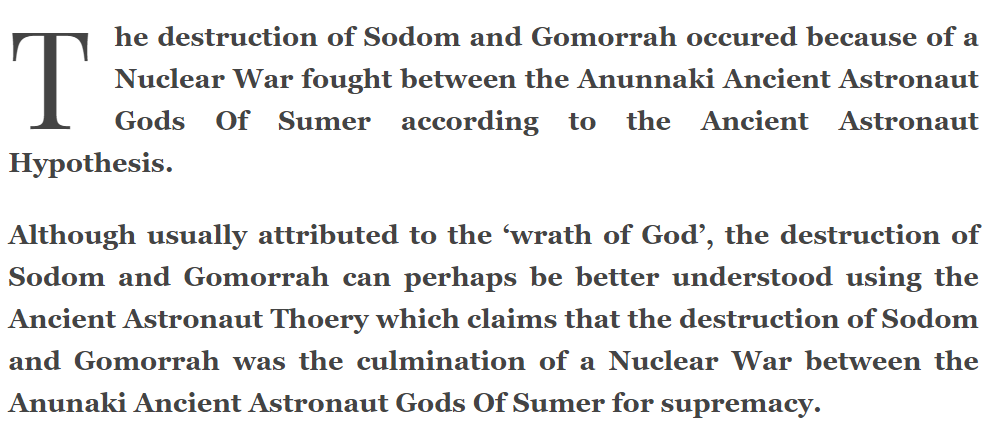 The destruction of Sodom and Gomorrah occured because of a
Nuclear War fought between the Anunnaki Ancient Astronaut
Gods Of Sumer according to the Ancient Astronaut
Hypothesis.
Although usually attributed to the ‘wrath of God’, the destruction of
Sodom and Gomorrah can perhaps be better understood using the
Ancient Astronaut Thoery which claims that the destruction of Sodom
and Gomorrah was the culmination of a Nuclear War between the
Anunaki Ancient Astronaut Gods Of Sumer for supremacy.